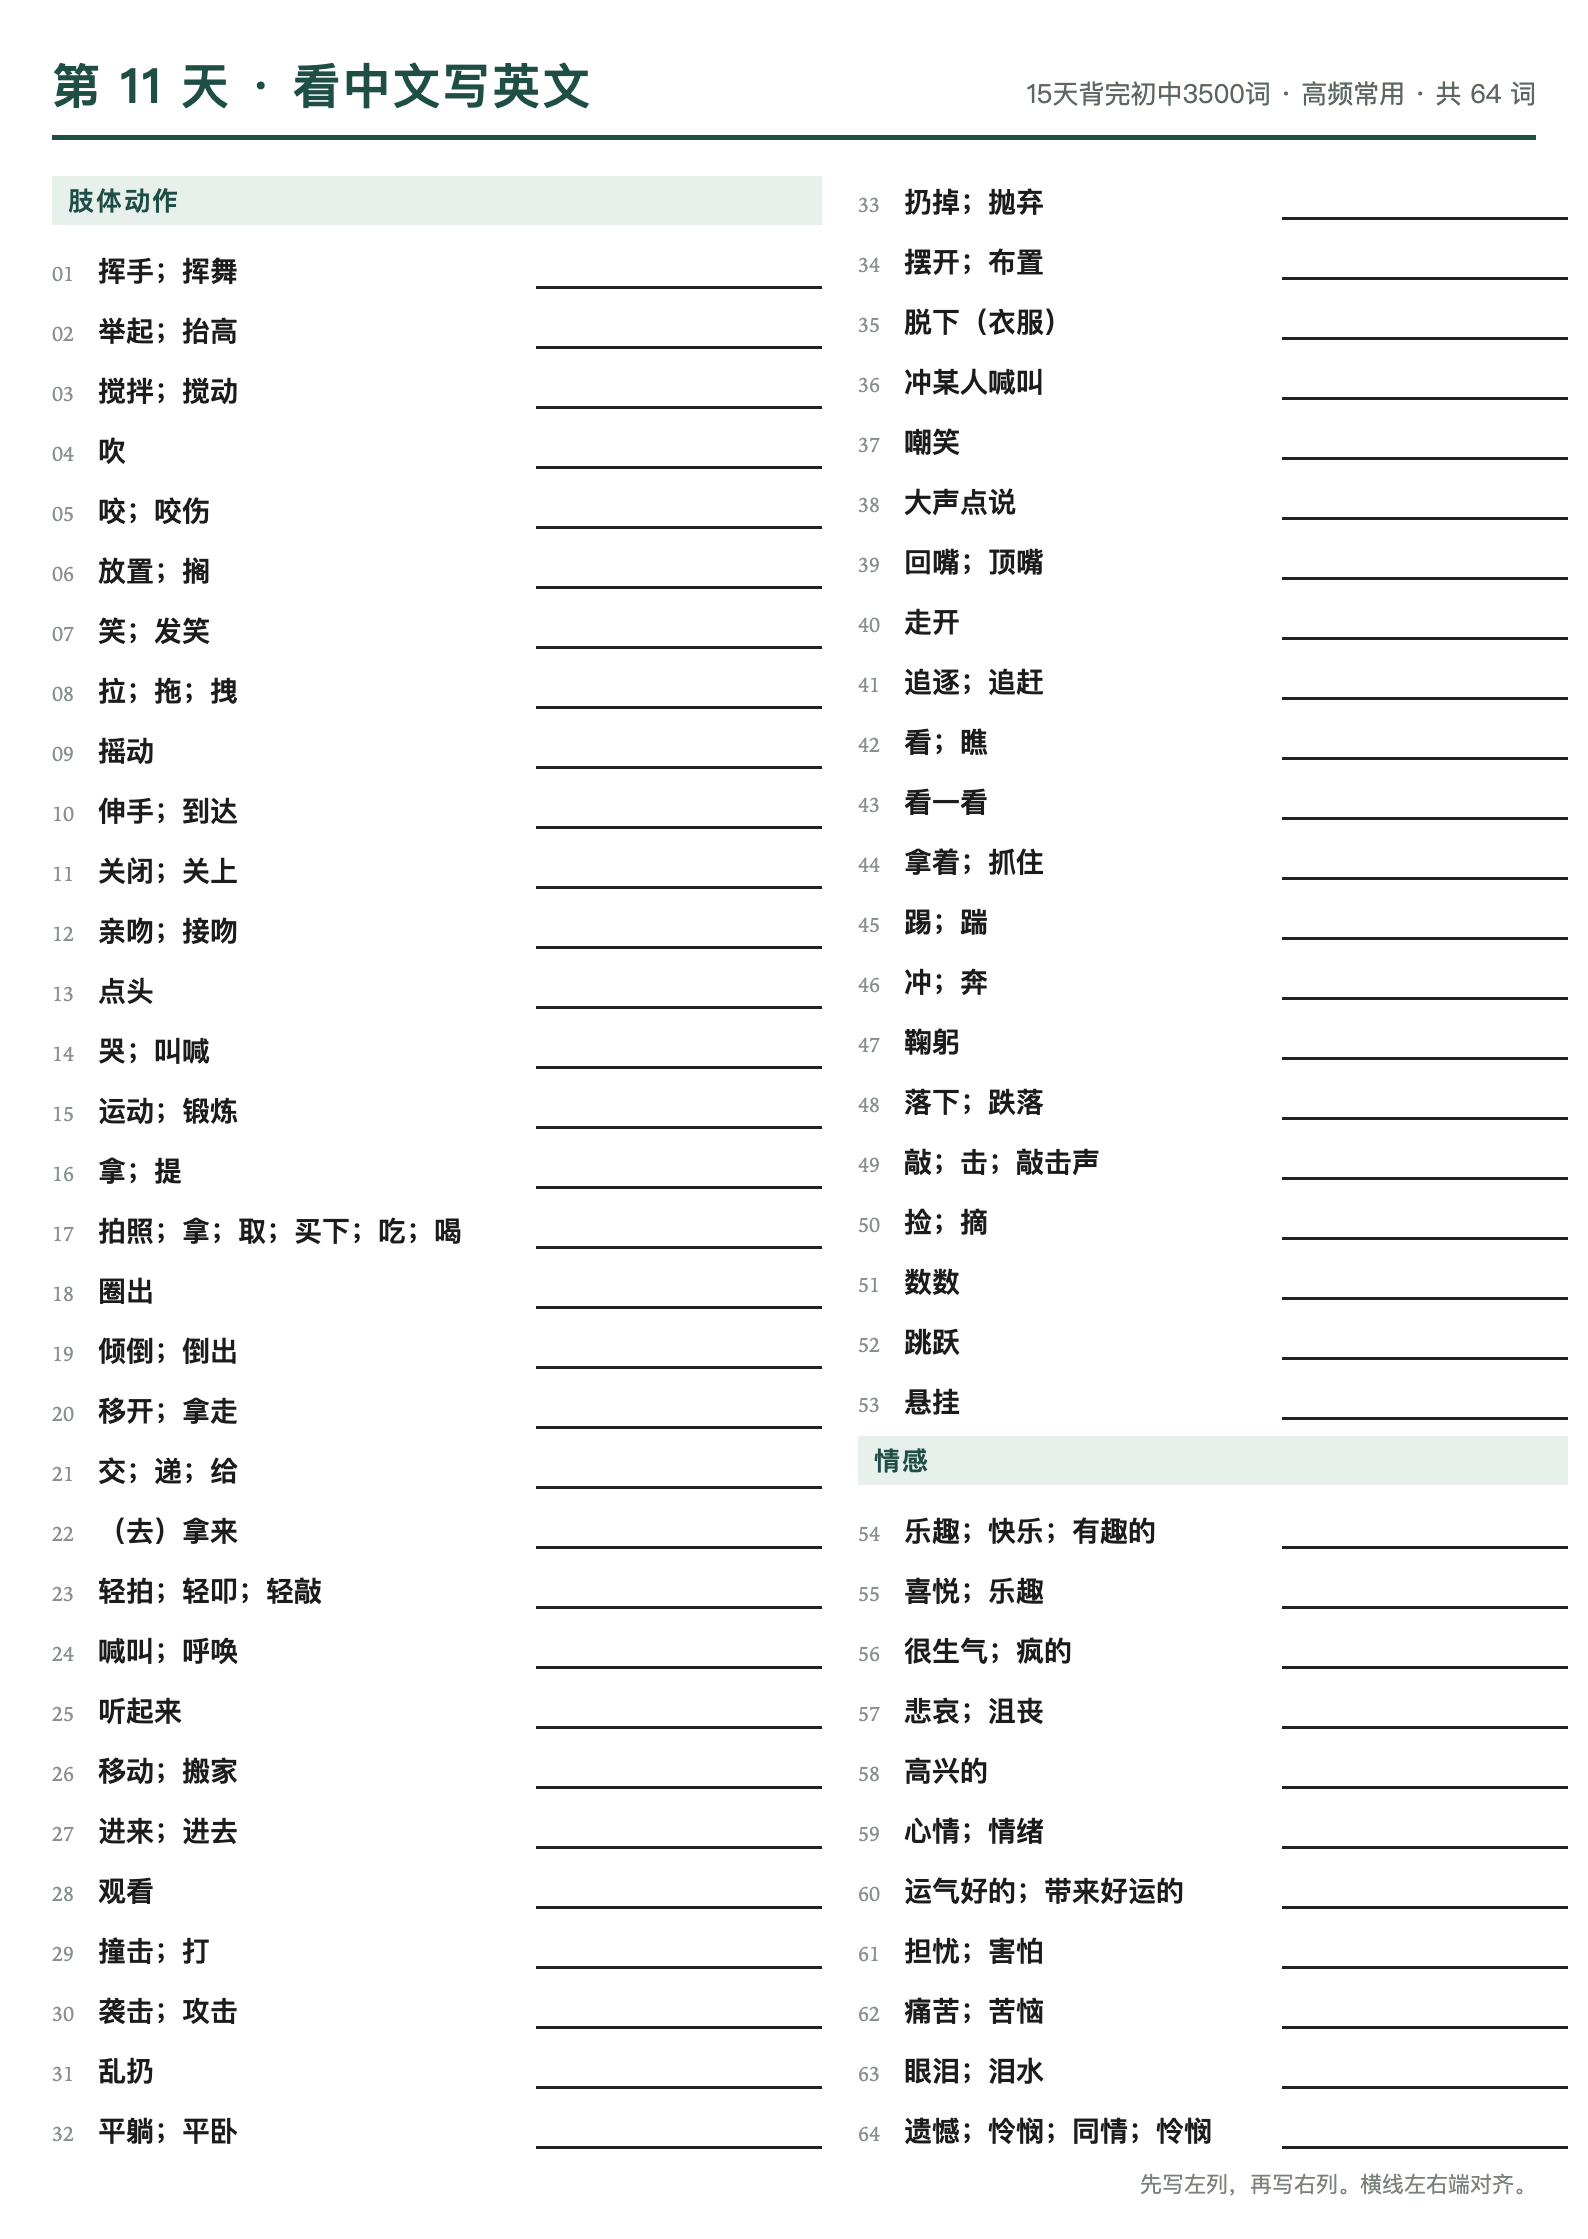 第 11 天 · 看中文写英文
15天背完初中3500词 · 高频常用 · 共 64 词
肢体动作
01 挥手；挥舞
02 举起；抬高
03 搅拌；搅动
04 吹
05 咬；咬伤
06 放置；搁
07 笑；发笑
08 拉；拖；拽
09 摇动
10 伸手；到达
11 关闭；关上
12 亲吻；接吻
13 点头
14 哭；叫喊
15 运动；锻炼
16 拿；提
17 拍照；拿；取；买下；吃；喝
18 圈出
19 倾倒；倒出
20 移开；拿走
21 交；递；给
22 （去）拿来
23 轻拍；轻叩；轻敲
24 喊叫；呼唤
25 听起来
26 移动；搬家
27 进来；进去
28 观看
29 撞击；打
30 袭击；攻击
31 乱扔
32 平躺；平卧
33 扔掉；抛弃
34 摆开；布置
35 脱下（衣服）
36 冲某人喊叫
37 嘲笑
38 大声点说
39 回嘴；顶嘴
40 走开
41 追逐；追赶
42 看；瞧
43 看一看
44 拿着；抓住
45 踢；踹
46 冲；奔
47 鞠躬
48 落下；跌落
49 敲；击；敲击声
50 捡；摘
51 数数
52 跳跃
53 悬挂
情感
54 乐趣；快乐；有趣的
55 喜悦；乐趣
56 很生气；疯的
57 悲哀；沮丧
58 高兴的
59 心情；情绪
60 运气好的；带来好运的
61 担忧；害怕
62 痛苦；苦恼
63 眼泪；泪水
64 遗憾；怜悯；同情；怜悯
先写左列，再写右列。横线左右端对齐。